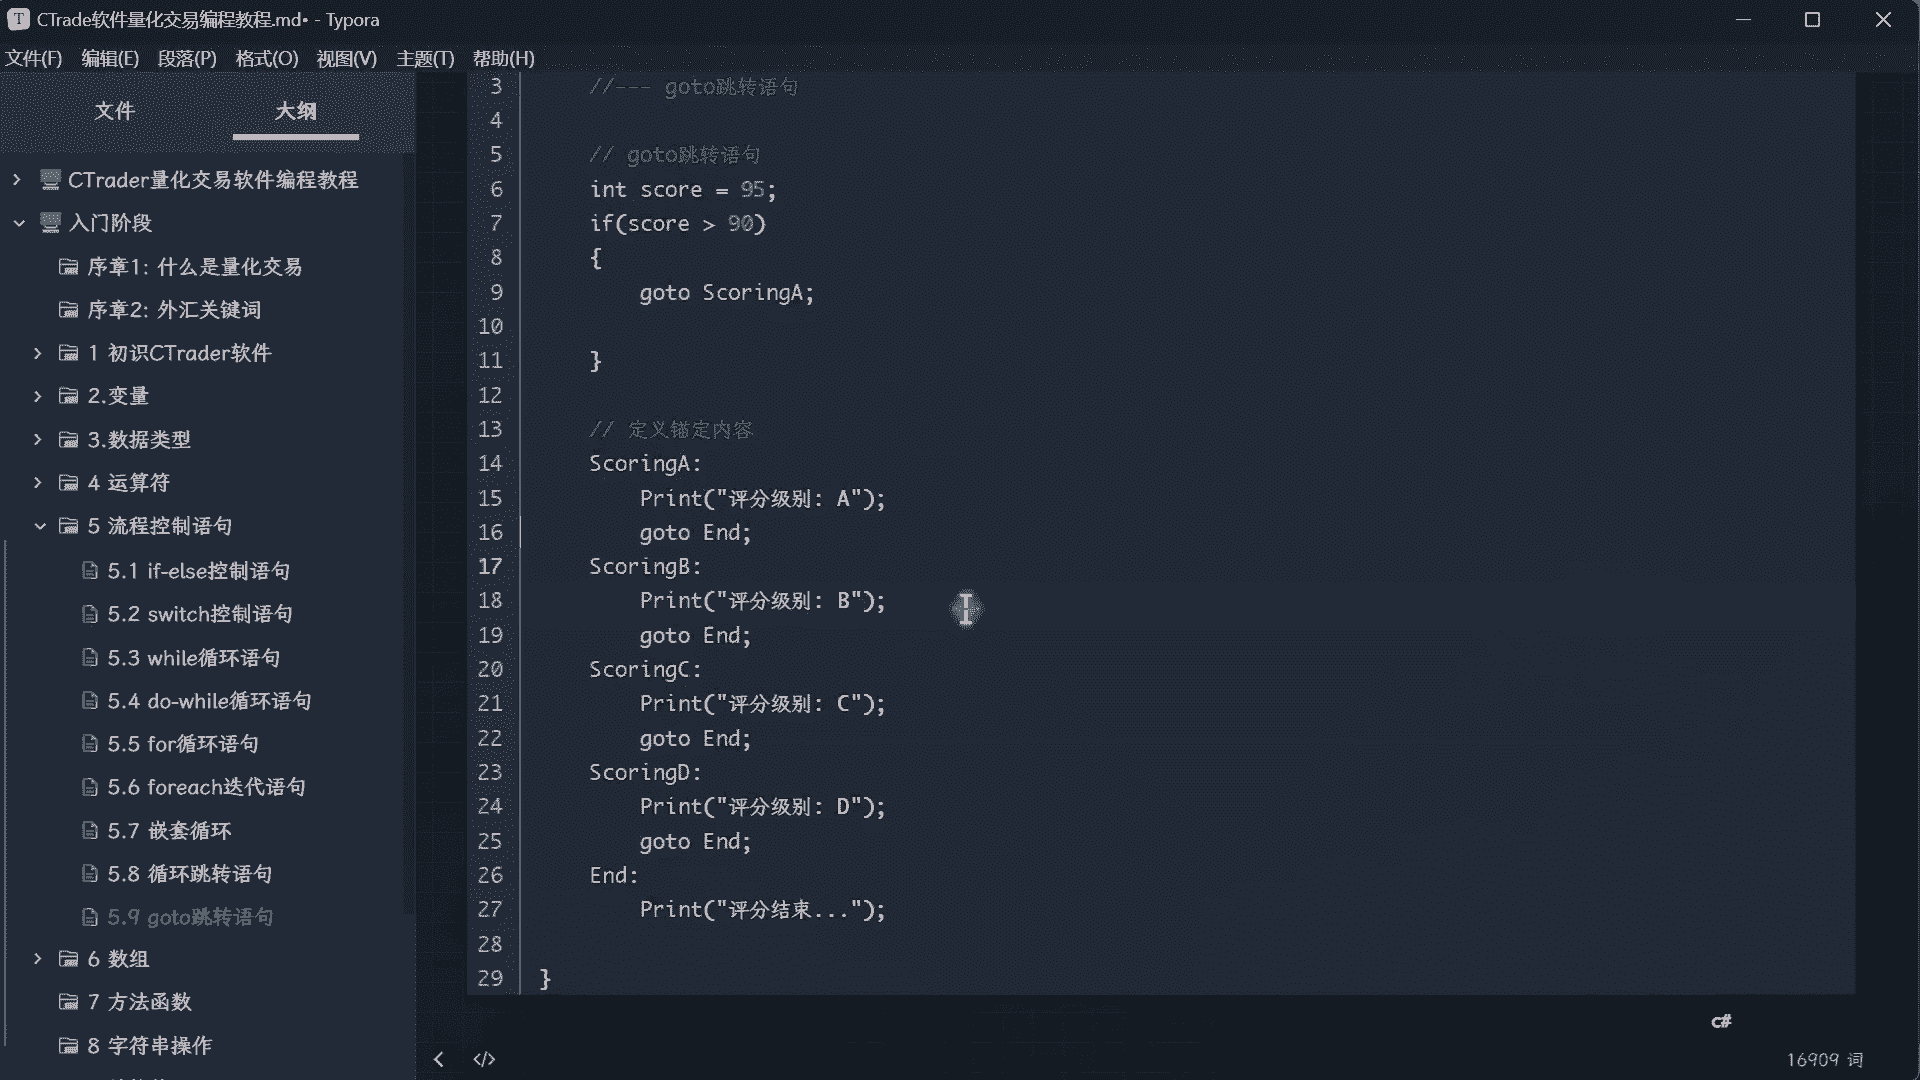 CTrade软件量化交易编程教程.md• - Typora
文件(F) 编辑(E) 段落(P) 格式(O) 视图(V) 主题(T) 帮助(H)
文件 大纲
CTrader量化交易软件编程教程
入门阶段
序章1: 什么是量化交易
序章2: 外汇关键词
1 初识CTrader软件
2.变量
3.数据类型
4 运算符
5 流程控制语句
5.1 if-else控制语句
5.2 switch控制语句
5.3 while循环语句
5.4 do-while循环语句
5.5 for循环语句
5.6 foreach迭代语句
5.7 嵌套循环
5.8 循环跳转语句
5.9 goto跳转语句
6 数组
7 方法函数
8 字符串操作
3 //--- goto跳转语句
4
5 // goto跳转语句
6 int score = 95;
7 if(score > 90)
8 {
9 goto ScoringA;
10
11 }
12
13 // 定义锚定内容
14 ScoringA:
15 Print("评分级别: A");
16 goto End;
17 ScoringB:
18 Print("评分级别: B");
19 goto End;
20 ScoringC:
21 Print("评分级别: C");
22 goto End;
23 ScoringD:
24 Print("评分级别: D");
25 goto End;
26 End:
27 Print("评分结束...");
28
29 }
c#
</> 16909 词